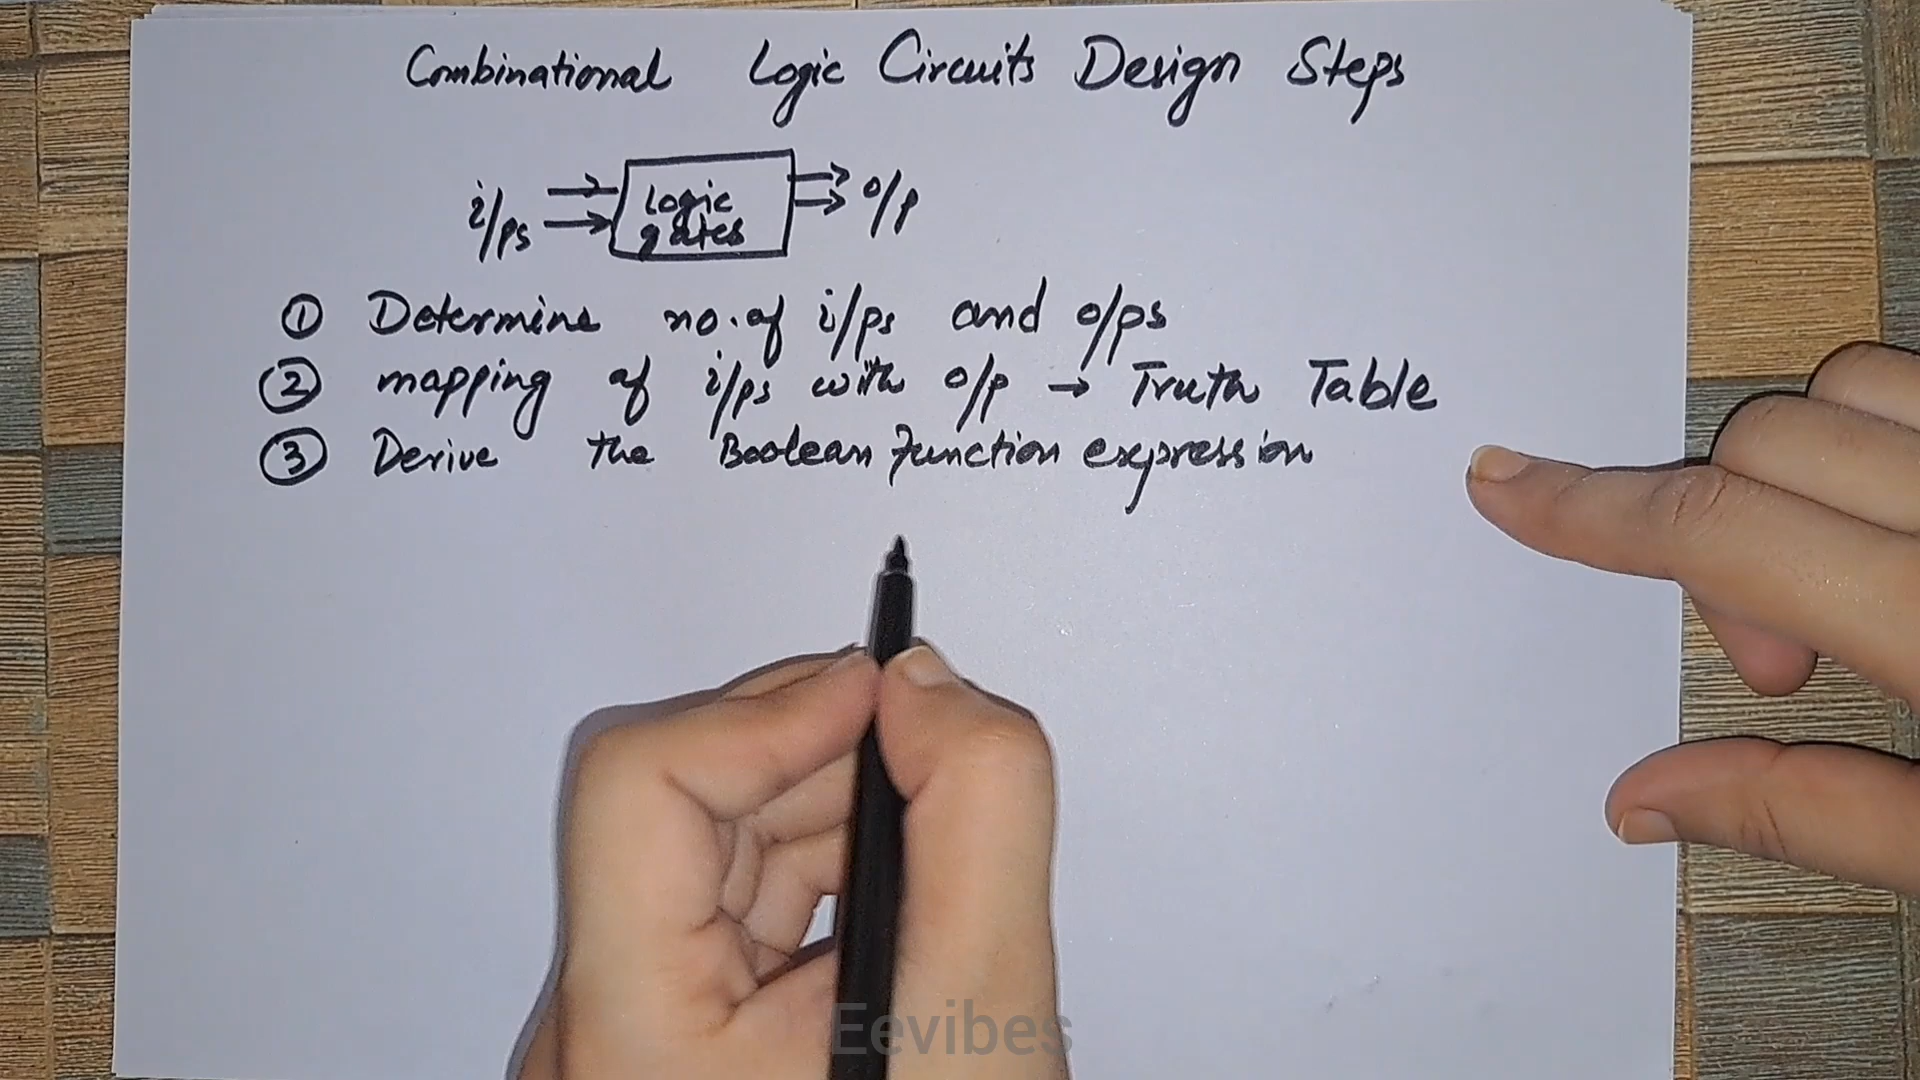 Combinational Logic Circuits Design Steps
i/ps Logic gates o/p
① Determine no. of i/ps and o/ps
② mapping of i/ps with o/p → Truth Table
③ Derive the Boolean function expression
Eevibes